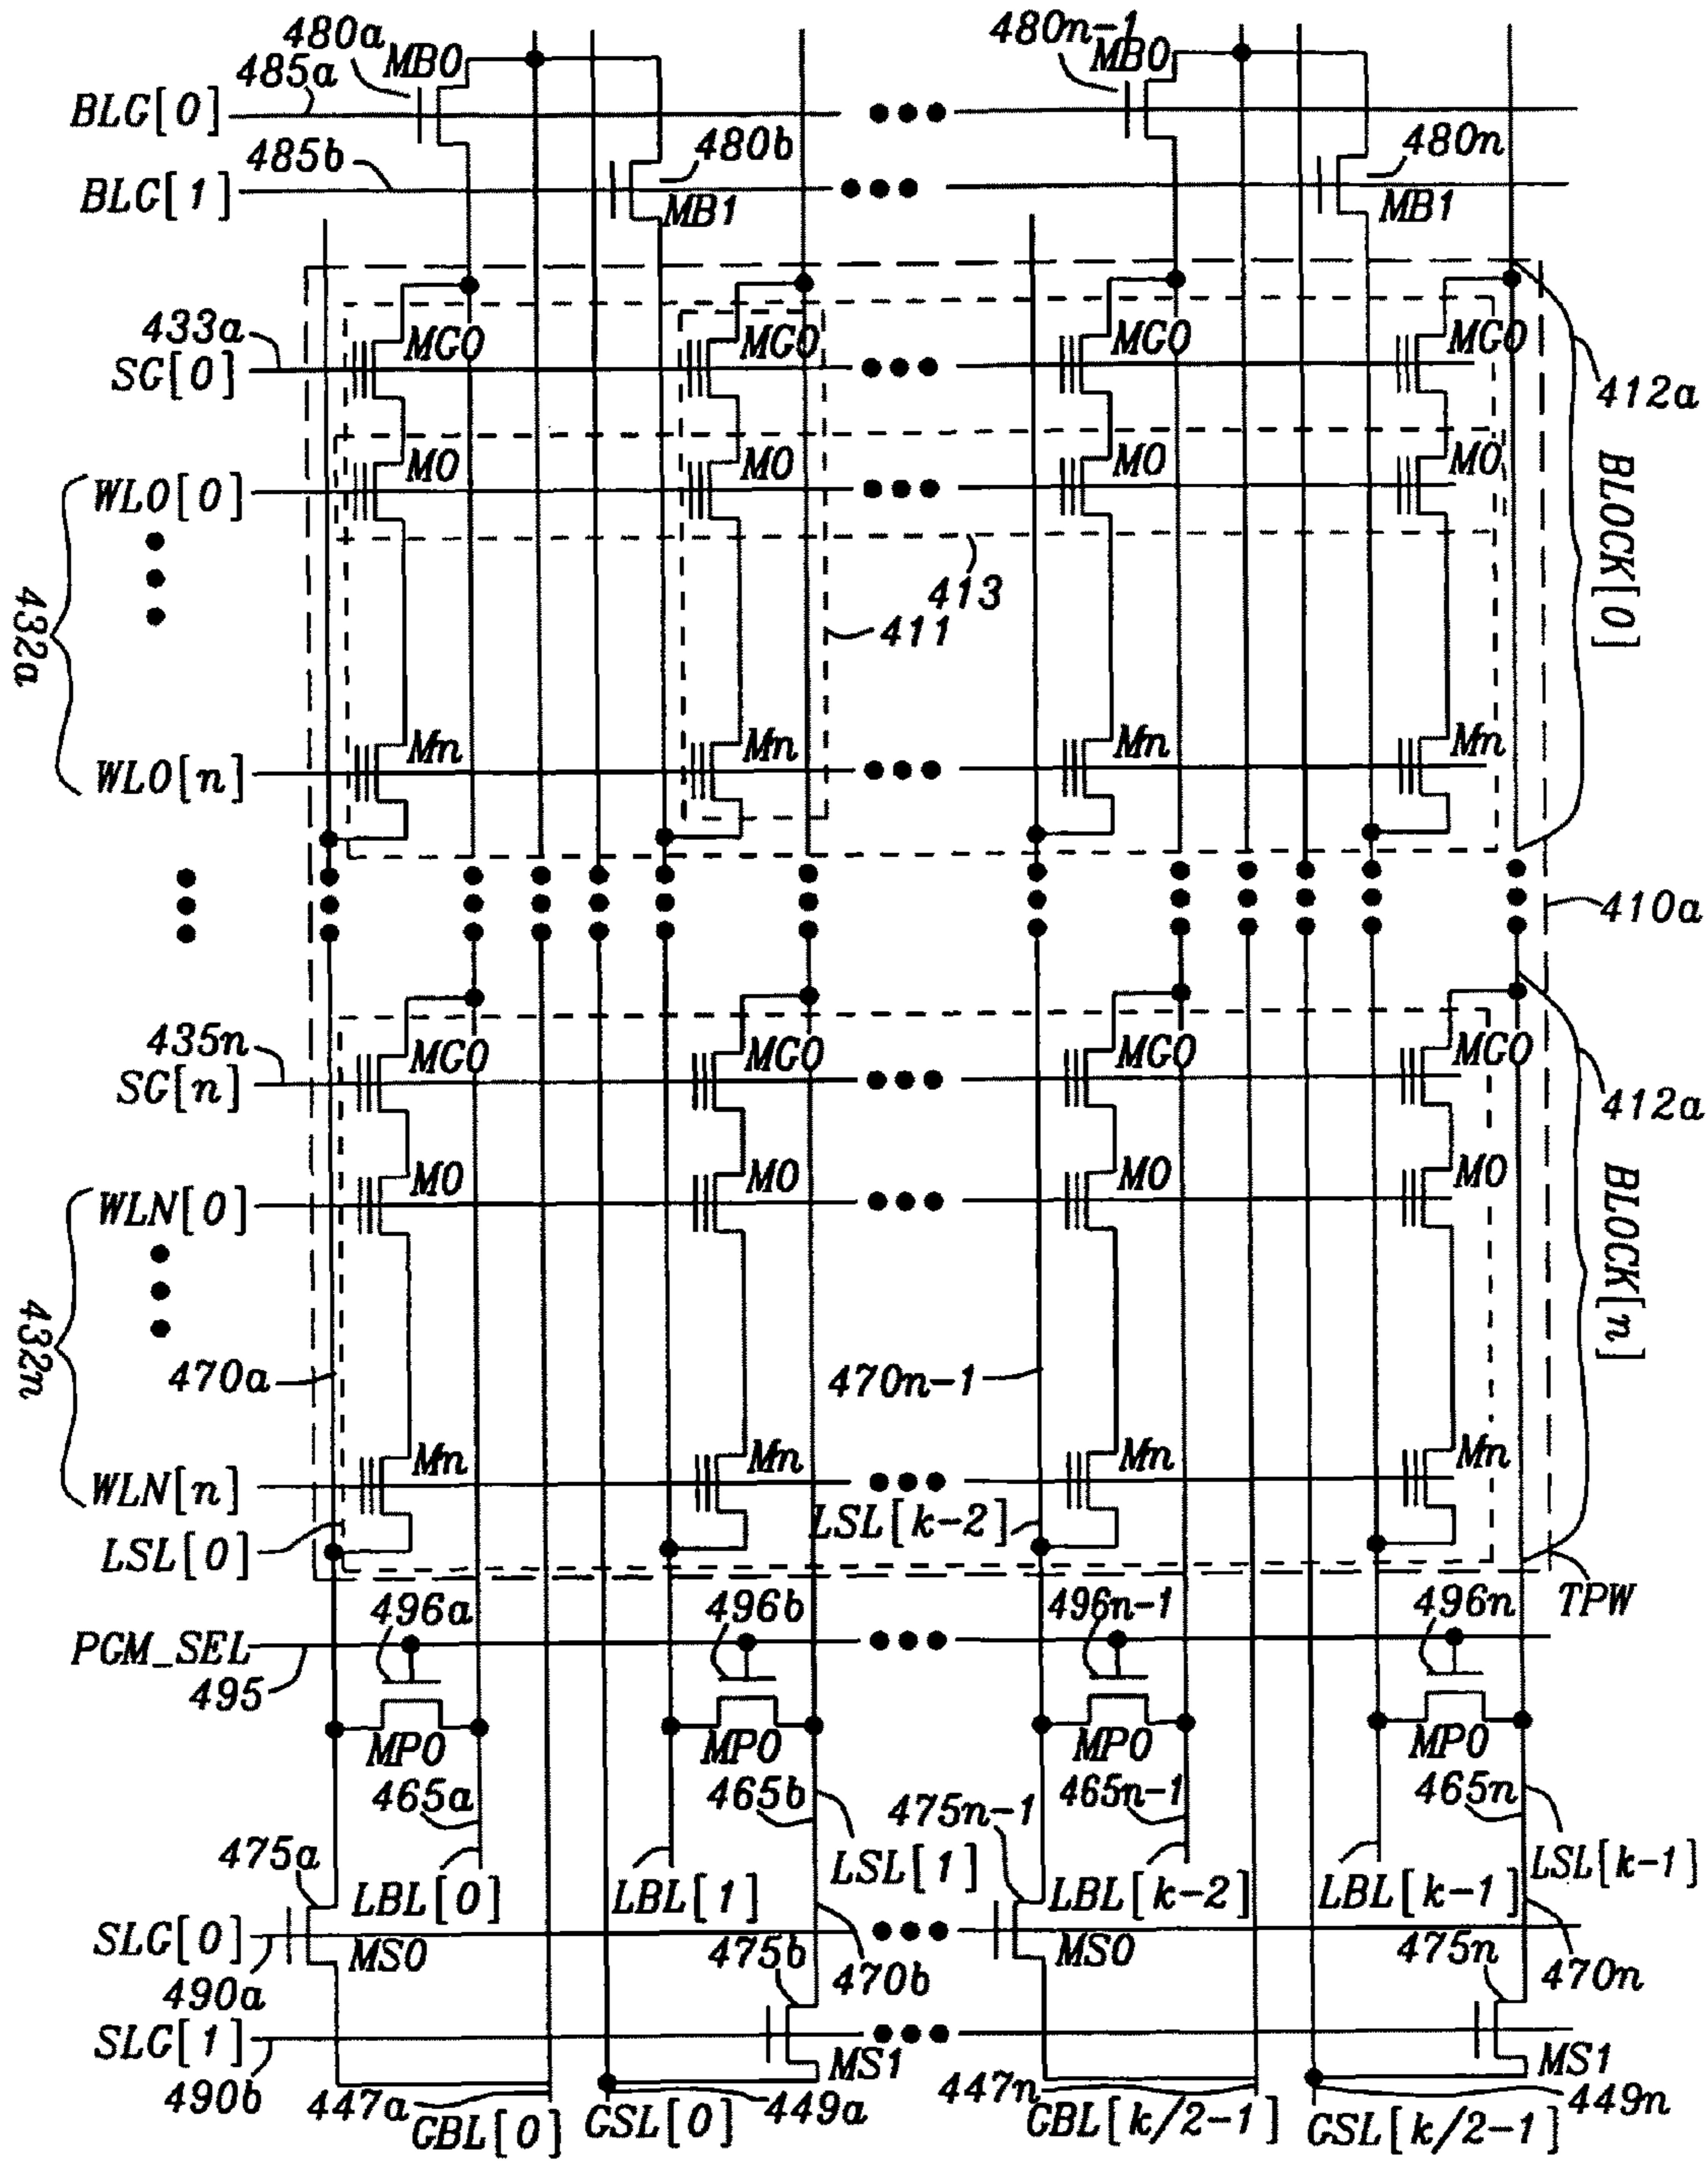 480a
MB0
480n-1
MB0
485a
BLG[0]
485b
480b
480n
BLG[1]
MB1
MB1
433a
MG0
MG0
MG0
MG0
SG[0]
412a
M0
M0
M0
M0
WL0[0]
BLOCK[0]
413
411
432a
Mn
Mn
Mn
Mn
WL0[n]
410a
435n
MG0
MG0
MG0
MG0
SG[n]
412a
M0
M0
M0
M0
WLN[0]
BLOCK[n]
432n
470a
470n-1
Mn
Mn
Mn
Mn
WLN[n]
LSL[k-2]
LSL[0]
496a
496b
496n-1
496n
TPW
PGM_SEL
495
MP0
MP0
MP0
MP0
465a
465b
475n-1
465n-1
465n
475a
LSL[1]
LSL[k-1]
LBL[0]
LBL[1]
LBL[k-2]
LBL[k-1]
SLG[0]
MS0
475b
MS0
475n
490a
470b
470n
SLG[1]
MS1
MS1
490b
447a
449a
447n
449n
GBL[0]
GSL[0]
GBL[k/2-1]
GSL[k/2-1]